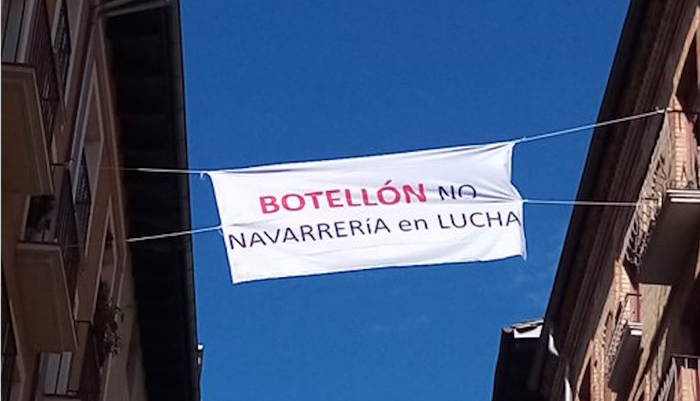 BOTELLÓN NO
NAVARRERíA en LUCHA